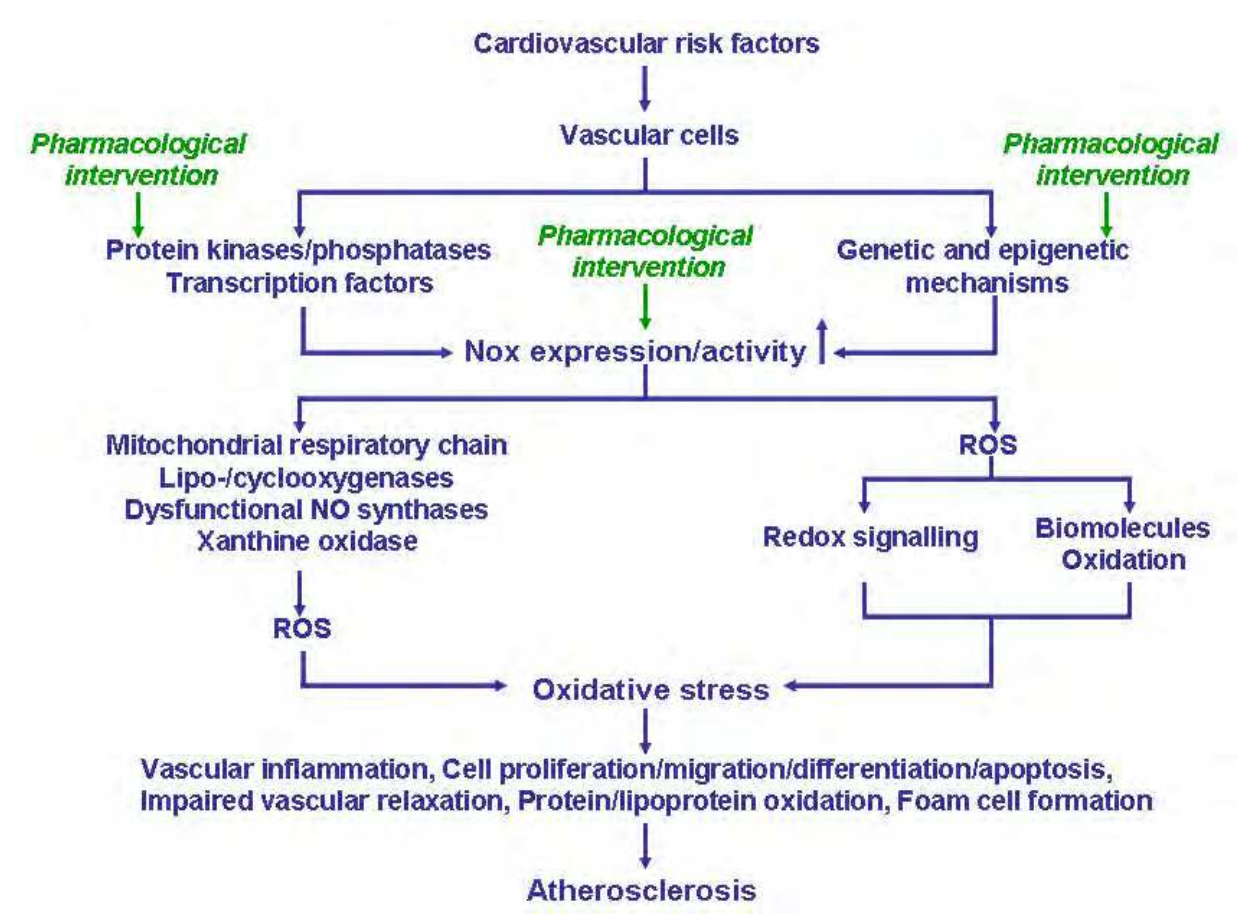 Cardiovascular risk factors
Vascular cells
Pharmacological
intervention
Pharmacological
intervention
Protein kinases/phosphatases
Transcription factors
Pharmacological
intervention
Genetic and epigenetic
mechanisms
Nox expression/activity
Mitochondrial respiratory chain
Lipo-/cyclooxygenases
Dysfunctional NO synthases
Xanthine oxidase
ROS
ROS
Redox signalling
Biomolecules
Oxidation
Oxidative stress
Vascular inflammation, Cell proliferation/migration/differentiation/apoptosis,
Impaired vascular relaxation, Protein/lipoprotein oxidation, Foam cell formation
Atherosclerosis